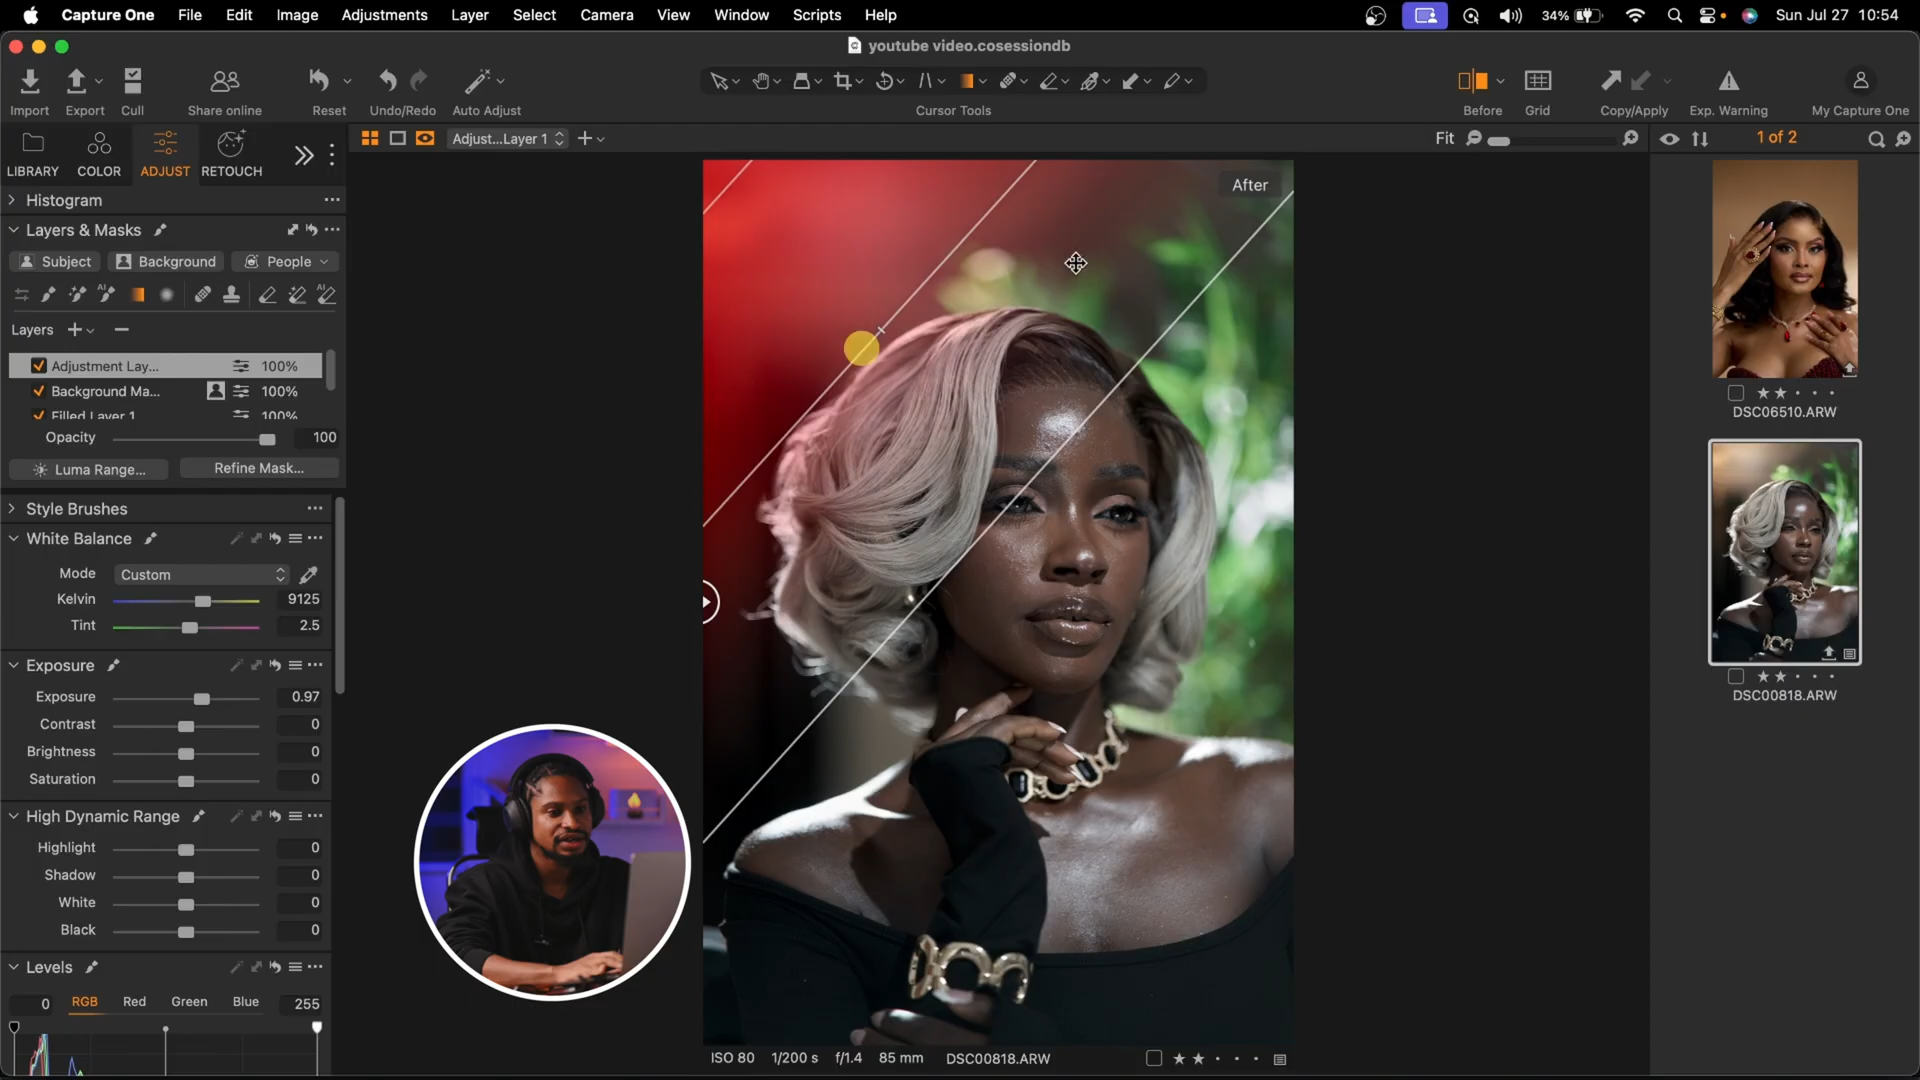 Capture One File Edit Image Adjustments Layer Select Camera View Window Scripts Help 34% Sun Jul 27 10:54
youtube video.cosessiondb
Import Export Cull Share online Reset Undo/Redo Auto Adjust Cursor Tools Before Grid Copy/Apply Exp. Warning My Capture One
LIBRARY COLOR ADJUST RETOUCH
Adjust...Layer 1
Fit
1 of 2
Histogram
Layers & Masks
Subject Background People
AI AI
Layers
Adjustment Lay... 100%
Background Ma... 100%
Filled Layer 1 100%
Opacity 100
Luma Range... Refine Mask...
Style Brushes
White Balance
Mode Custom
Kelvin 9125
Tint 2.5
Exposure
Exposure 0.97
Contrast 0
Brightness 0
Saturation 0
High Dynamic Range
Highlight 0
Shadow 0
White 0
Black 0
Levels
0 RGB Red Green Blue 255
After
ISO 80 1/200 s f/1.4 85 mm DSC00818.ARW
DSC06510.ARW
DSC00818.ARW